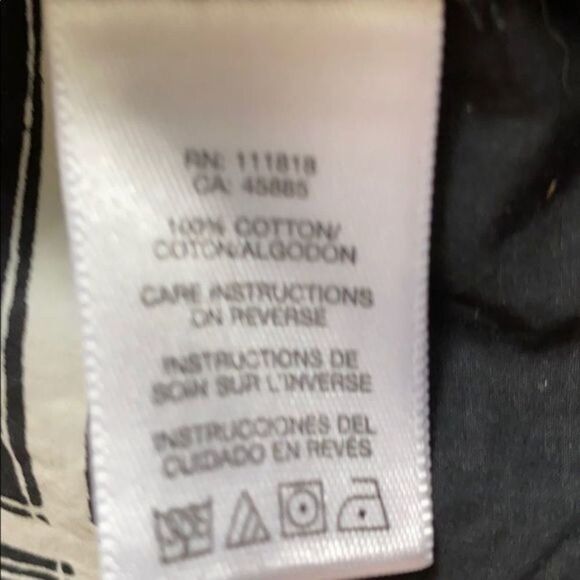 RN: 111818
CA: 45885
100% COTTON/
COTON/ALGODÓN
CARE INSTRUCTIONS
ON REVERSE
INSTRUCTIONS DE
SOIN SUR L'INVERSE
INSTRUCCIONES DEL
CUIDADO EN REVÉS